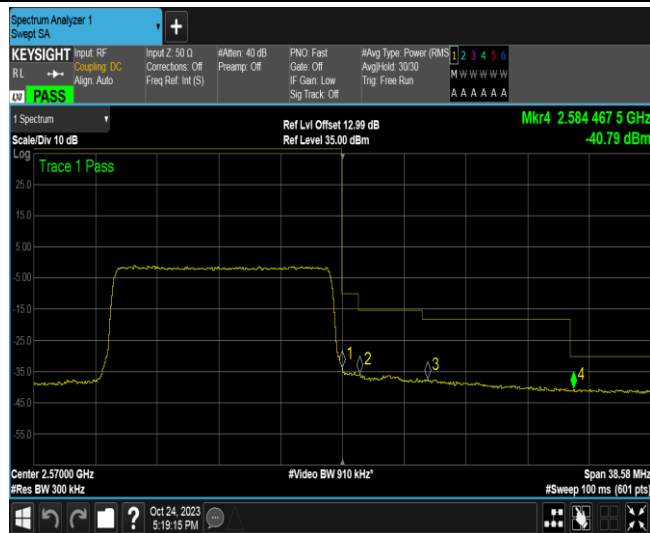 Spectrum Analyzer 1
Swept SA
+
KEYSIGHT
RL
LXI PASS
Input: RF
Coupling: DC
Align: Auto
Input Z: 50 Ω
Corrections: Off
Freq Ref: Int (S)
#Atten: 40 dB
Preamp: Off
PNO: Fast
Gate: Off
IF Gain: Low
Sig Track: Off
#Avg Type: Power (RMS
Avg|Hold: 30/30
Trig: Free Run
1 2 3 4 5 6
M W W W W W
A A A A A A
1 Spectrum
Scale/Div 10 dB
Ref Lvl Offset 12.99 dB
Ref Level 35.00 dBm
Mkr4 2.584 467 5 GHz
-40.79 dBm
Log
Trace 1 Pass
25.0
15.0
5.00
-5.00
-15.0
-25.0
-35.0
-45.0
-55.0
1
2
3
4
Center 2.57000 GHz
#Res BW 300 kHz
#Video BW 910 kHz*
Span 38.58 MHz
#Sweep 100 ms (601 pts)
?
Oct 24, 2023
5:19:15 PM